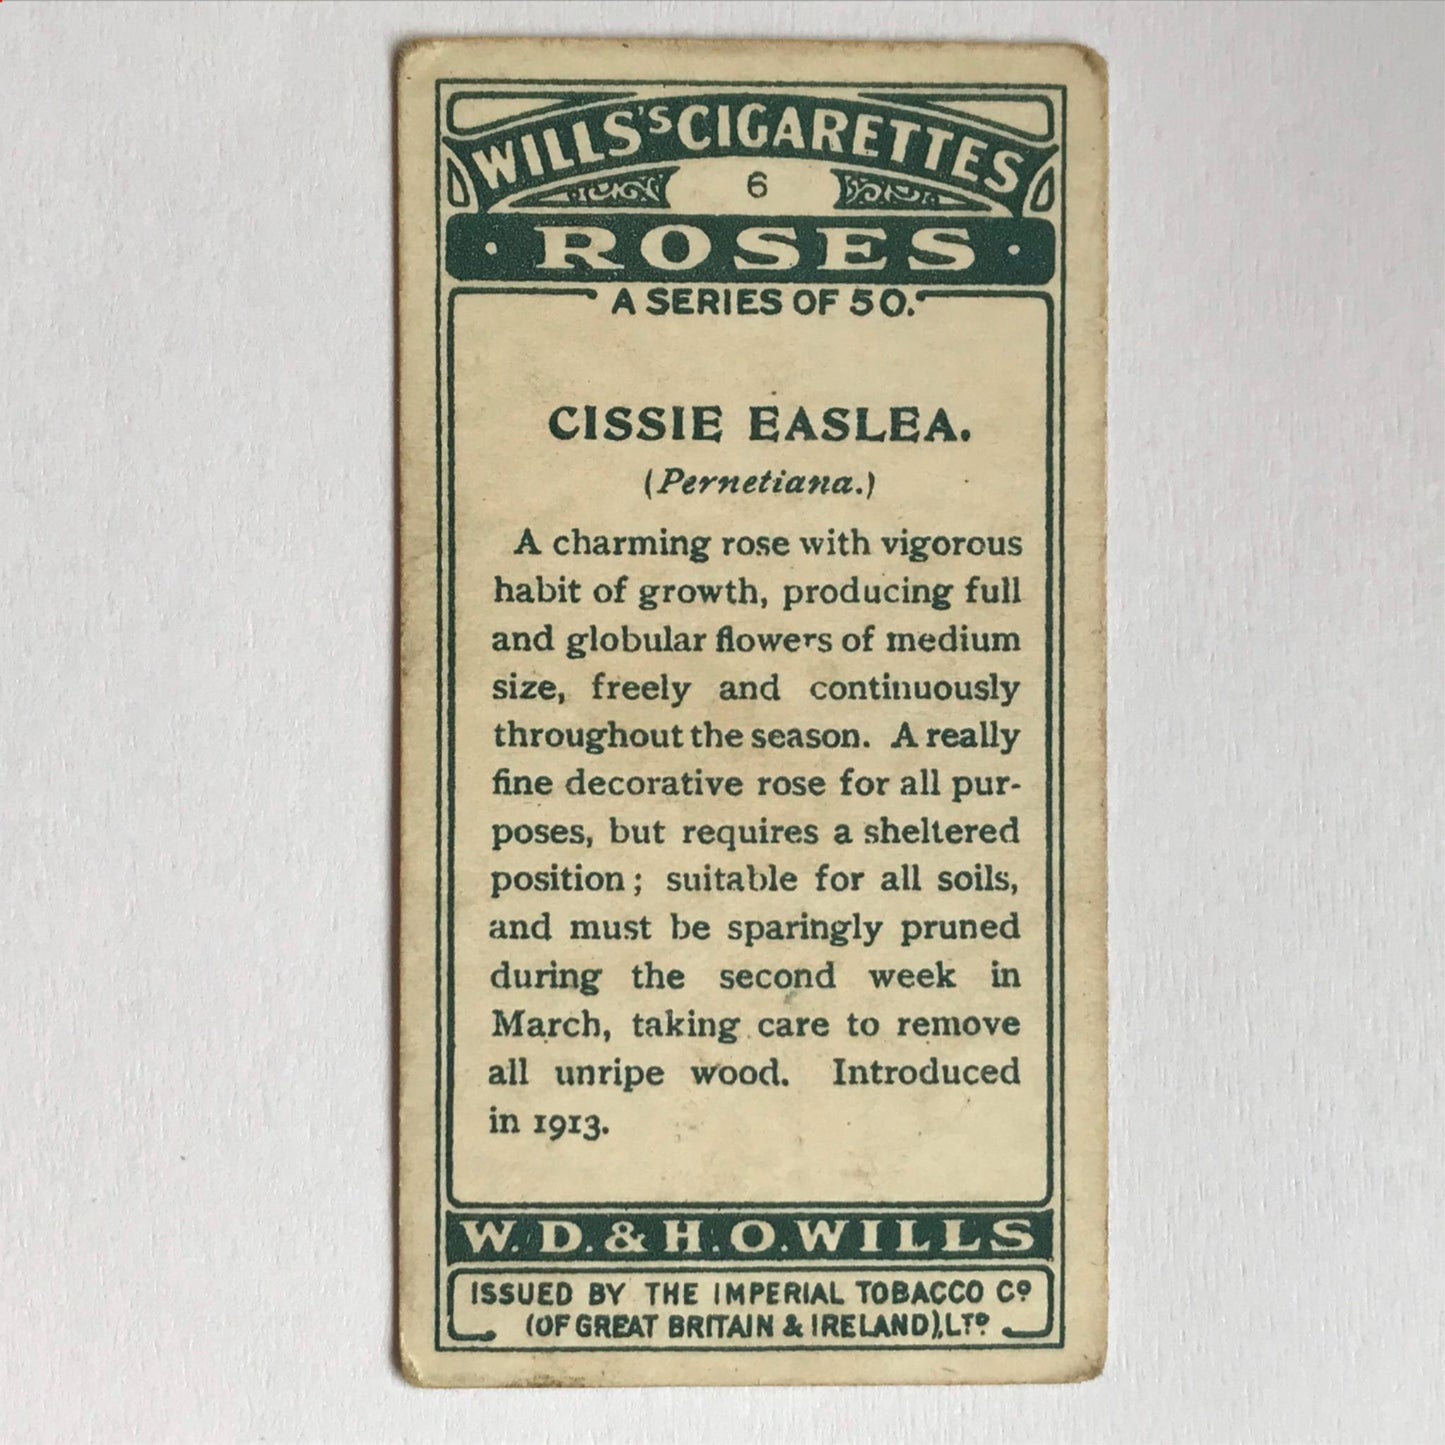 WILLS'S CIGARETTES
6
· ROSES ·
A SERIES OF 50.
CISSIE EASLEA.
(Pernetiana.)
A charming rose with vigorous
habit of growth, producing full
and globular flowers of medium
size, freely and continuously
throughout the season. A really
fine decorative rose for all pur-
poses, but requires a sheltered
position; suitable for all soils,
and must be sparingly pruned
during the second week in
March, taking care to remove
all unripe wood. Introduced
in 1913.
W. D. & H. O. WILLS
ISSUED BY THE IMPERIAL TOBACCO Cº
(OF GREAT BRITAIN & IRELAND), LTD